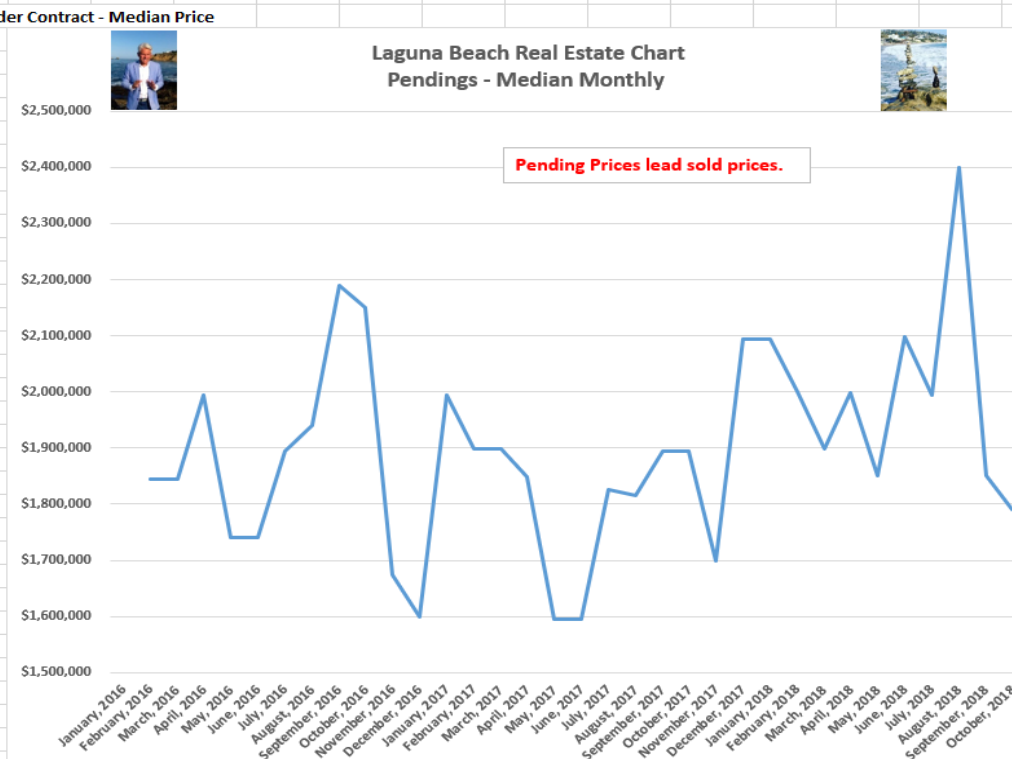 der Contract - Median Price
Laguna Beach Real Estate Chart
Pendings - Median Monthly
$2,500,000
$2,400,000
Pending Prices lead sold prices.
$2,300,000
$2,200,000
$2,100,000
$2,000,000
$1,900,000
$1,800,000
$1,700,000
$1,600,000
$1,500,000
January, 2016
February, 2016
March, 2016
April, 2016
May, 2016
June, 2016
July, 2016
August, 2016
September, 2016
October, 2016
November, 2016
December, 2016
January, 2017
February, 2017
March, 2017
April, 2017
May, 2017
June, 2017
July, 2017
August, 2017
September, 2017
October, 2017
November, 2017
December, 2017
January, 2018
February, 2018
March, 2018
April, 2018
May, 2018
June, 2018
July, 2018
August, 2018
September, 2018
October, 2018